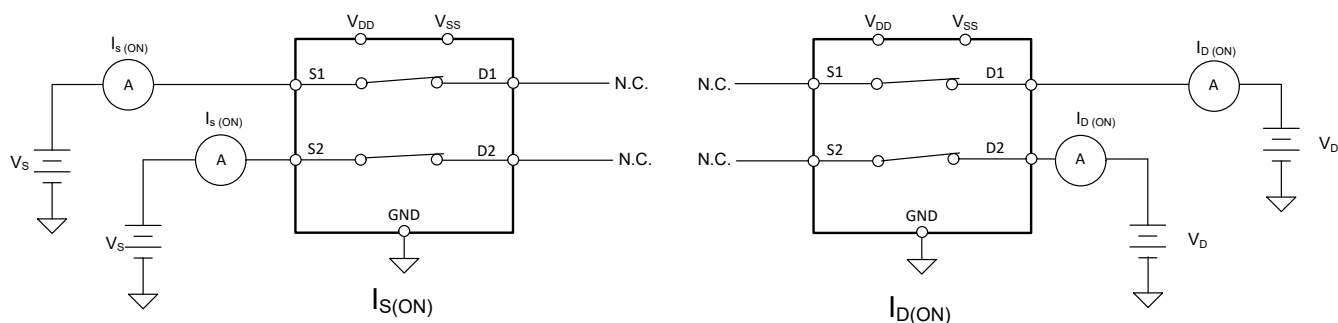 VDD VSS
Is (ON)
A
S1 D1 N.C.
Is (ON)
VS
A
S2 D2 N.C.
GND
VS
IS(ON)
VDD VSS
ID (ON)
N.C. S1 D1 A
ID (ON)
N.C. S2 D2 A
VD
GND
VD
ID(ON)